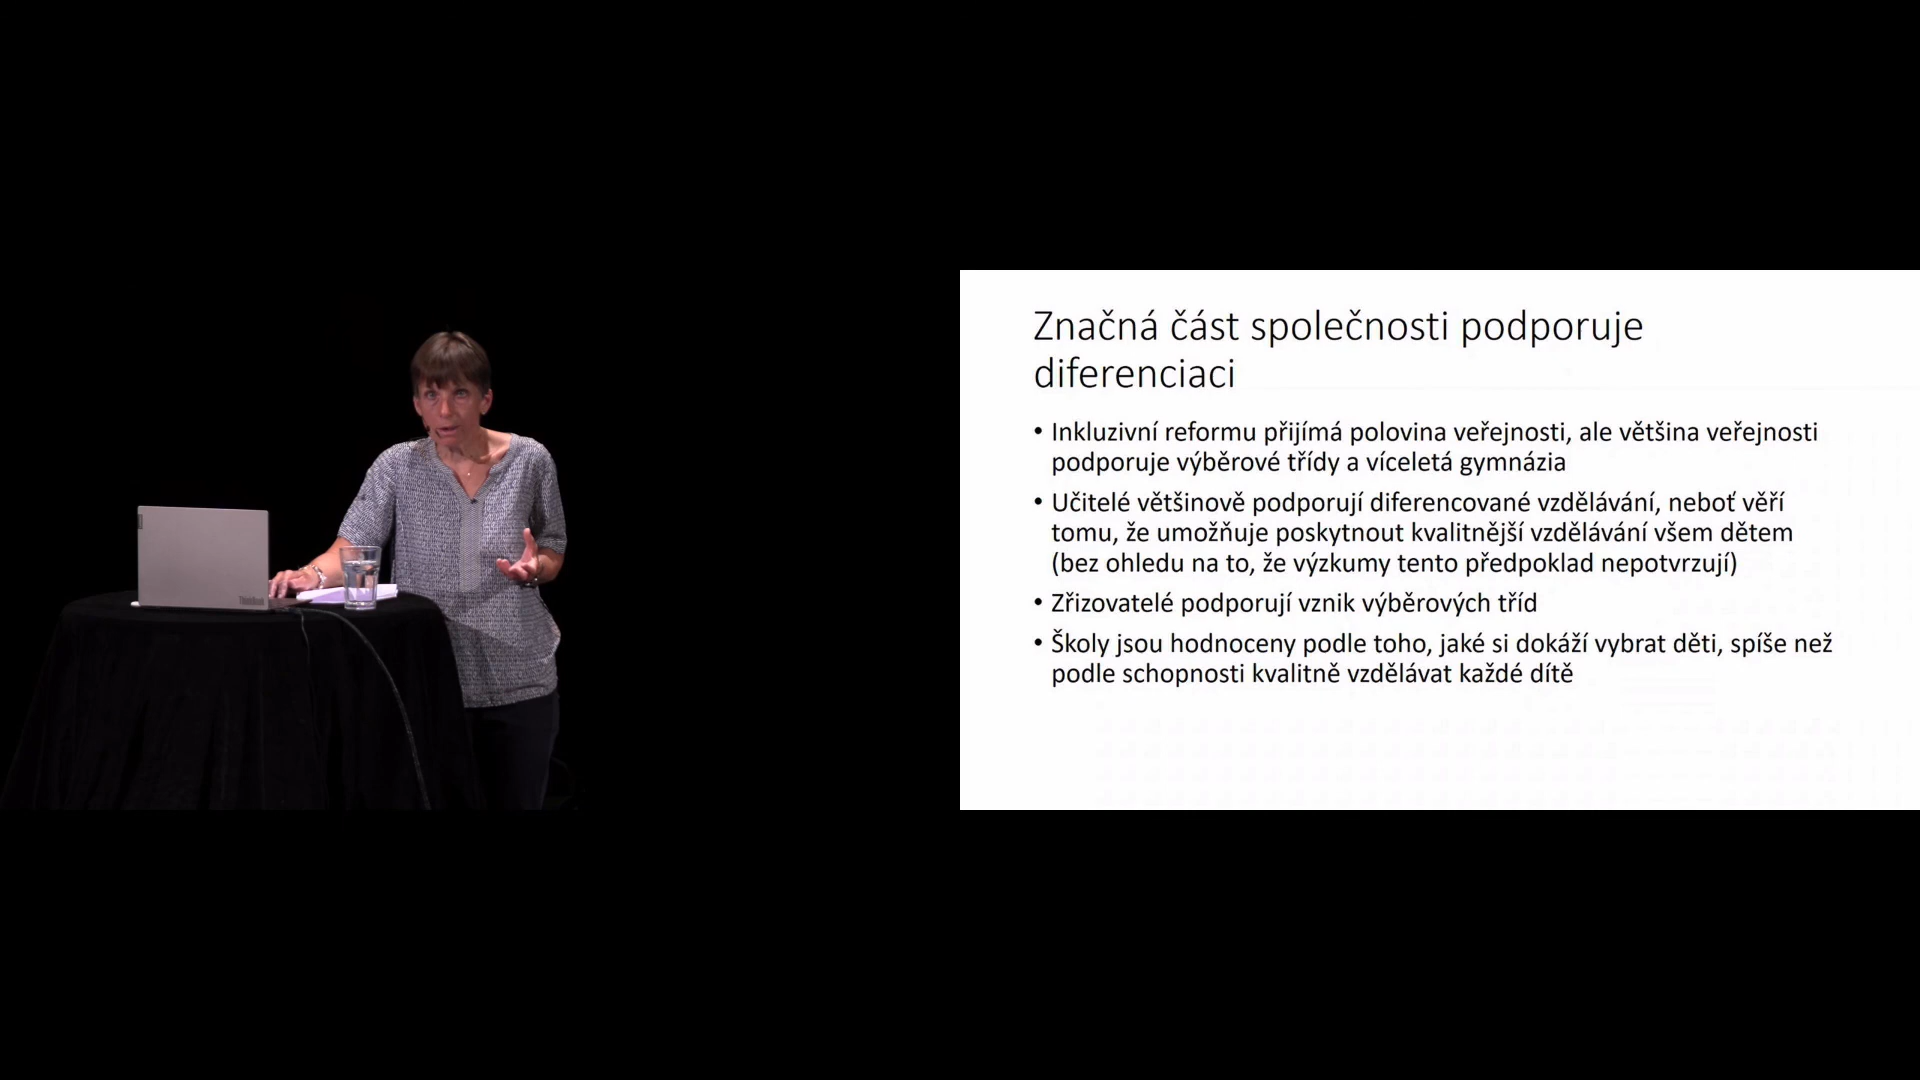 Značná část společnosti podporuje
diferenciaci
• Inkluzivní reformu přijímá polovina veřejnosti, ale většina veřejnosti
podporuje výběrové třídy a víceletá gymnázia
• Učitelé většinově podporují diferencované vzdělávání, neboť věří
tomu, že umožňuje poskytnout kvalitnější vzdělávání všem dětem
(bez ohledu na to, že výzkumy tento předpoklad nepotvrzují)
• Zřizovatelé podporují vznik výběrových tříd
• Školy jsou hodnoceny podle toho, jaké si dokáží vybrat děti, spíše než
podle schopnosti kvalitně vzdělávat každé dítě
ThinkBook